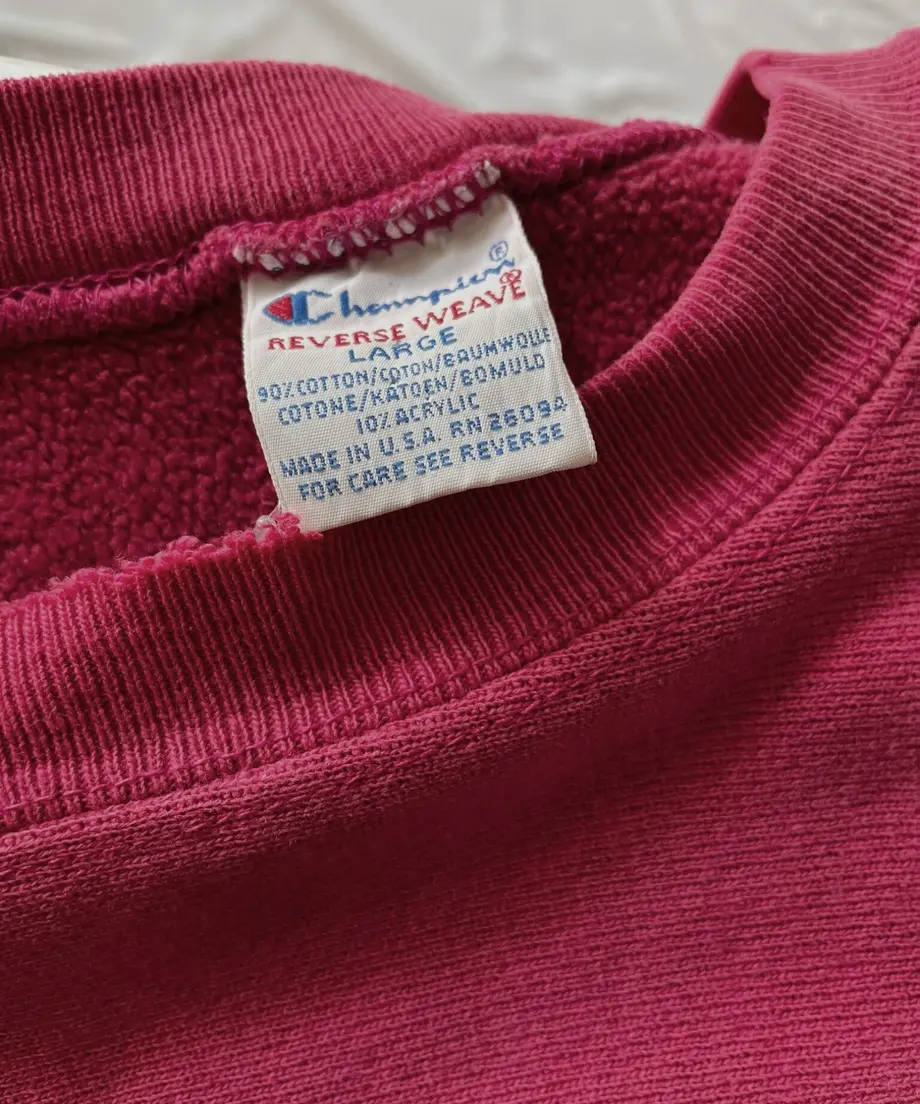 Champion®
REVERSE WEAVE®
LARGE
90% COTTON/COTON/BAUMWOLLE
COTONE/KATOEN/BOMULD
10% ACRYLIC
MADE IN U.S.A. RN 26094
FOR CARE SEE REVERSE